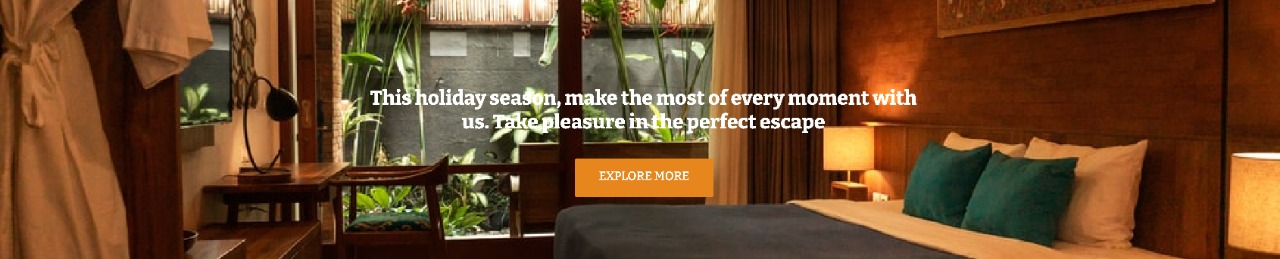 This holiday season, make the most of every moment with
us. Take pleasure in the perfect escape
EXPLORE MORE